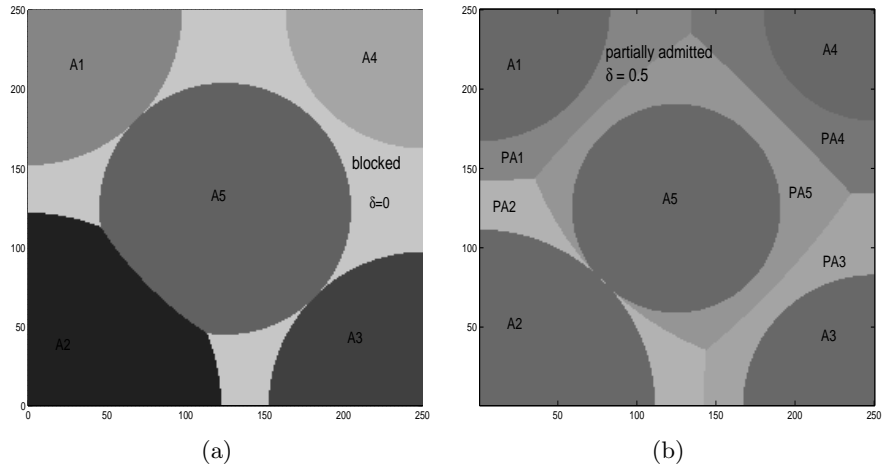 250
200
150
100
50
0
0 50 100 150 200 250
A1
A4
blocked
A5
δ=0
A2
A3
(a)
250
200
150
100
50
50 100 150 200 250
partially admitted
δ = 0.5
A1
A4
PA1
PA4
PA2
A5
PA5
PA3
A2
A3
(b)